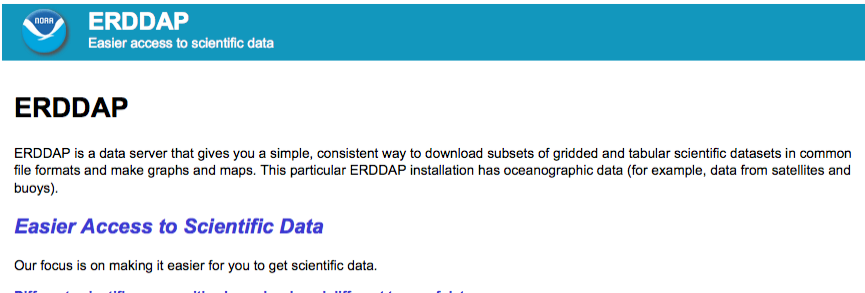 NOAA
ERDDAP
Easier access to scientific data
ERDDAP
ERDDAP is a data server that gives you a simple, consistent way to download subsets of gridded and tabular scientific datasets in common
file formats and make graphs and maps. This particular ERDDAP installation has oceanographic data (for example, data from satellites and
buoys).
Easier Access to Scientific Data
Our focus is on making it easier for you to get scientific data.